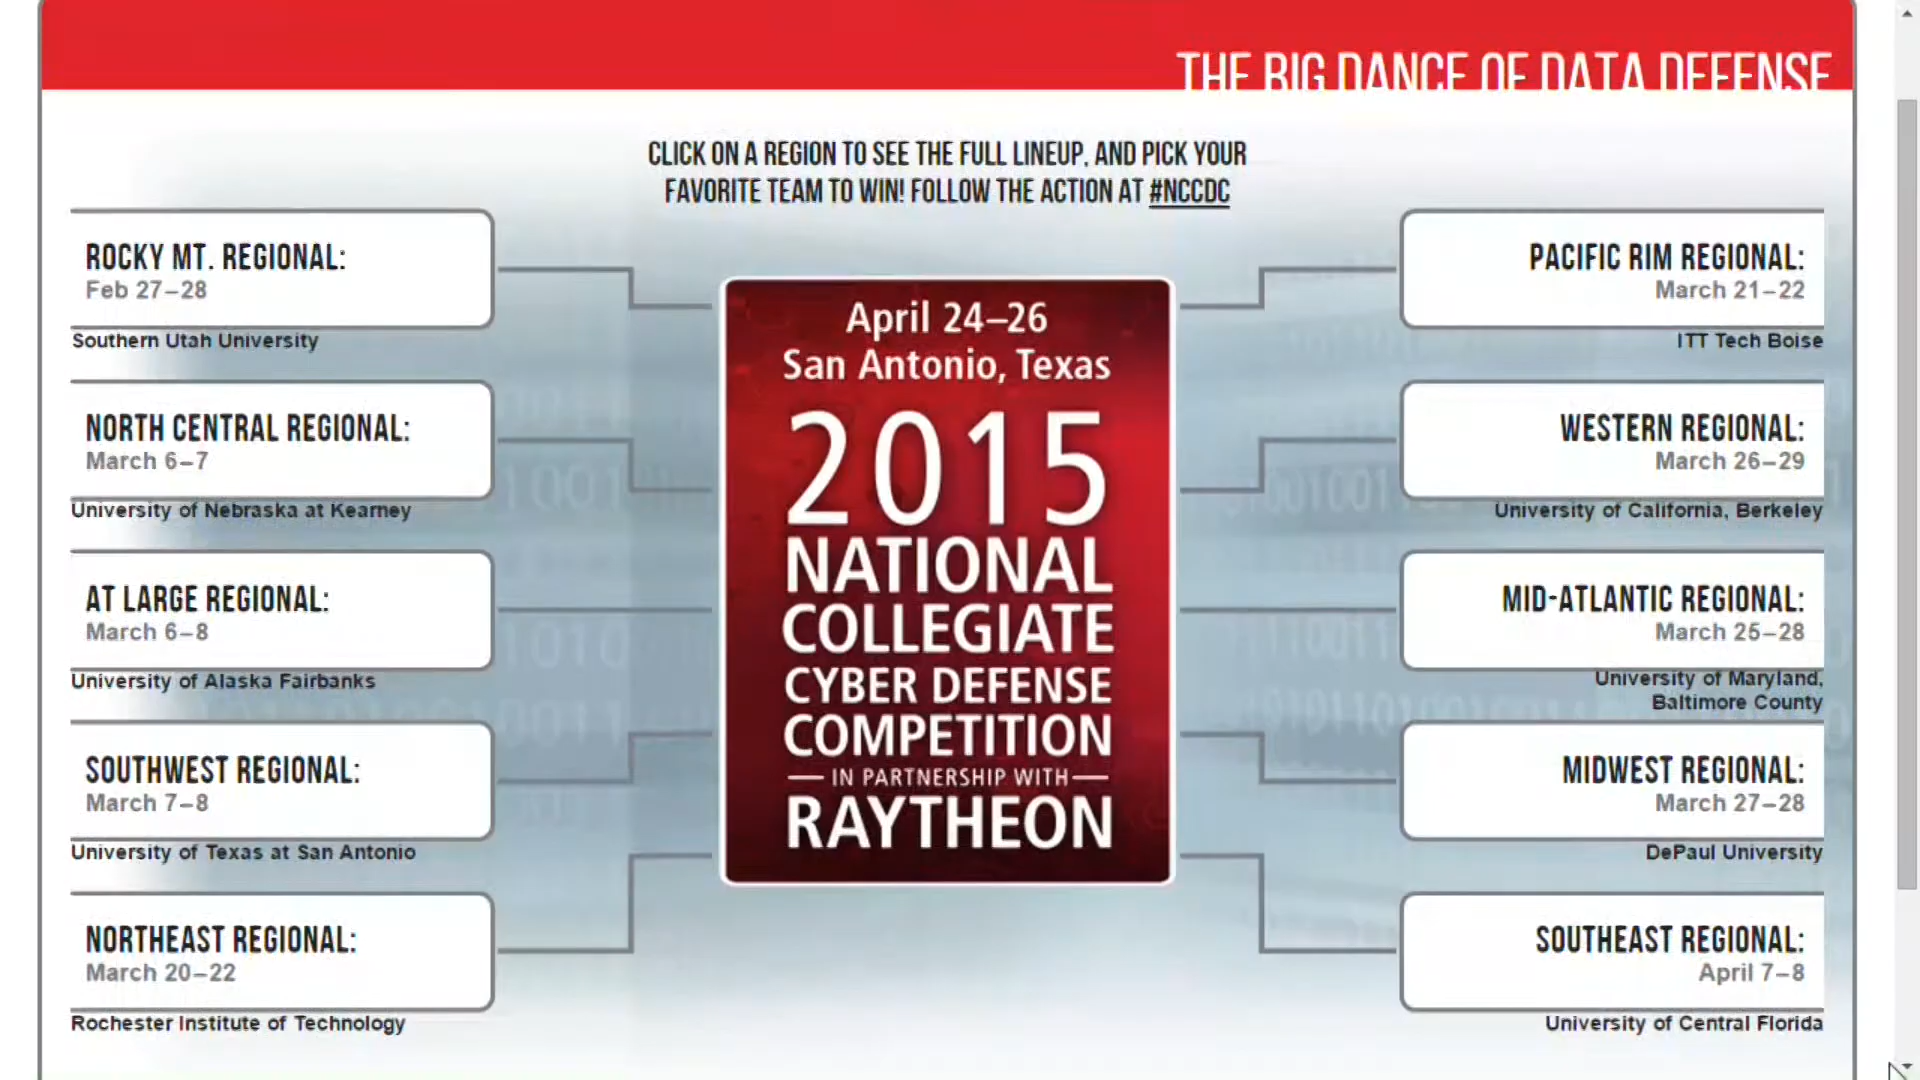 THE BIG DANCE OF DATA DEFENSE
CLICK ON A REGION TO SEE THE FULL LINEUP, AND PICK YOUR
FAVORITE TEAM TO WIN! FOLLOW THE ACTION AT #NCCDC
ROCKY MT. REGIONAL:
Feb 27–28
Southern Utah University
NORTH CENTRAL REGIONAL:
March 6–7
University of Nebraska at Kearney
AT LARGE REGIONAL:
March 6–8
University of Alaska Fairbanks
SOUTHWEST REGIONAL:
March 7–8
University of Texas at San Antonio
NORTHEAST REGIONAL:
March 20–22
Rochester Institute of Technology
April 24–26
San Antonio, Texas
2015
NATIONAL
COLLEGIATE
CYBER DEFENSE
COMPETITION
IN PARTNERSHIP WITH
RAYTHEON
PACIFIC RIM REGIONAL:
March 21–22
ITT Tech Boise
WESTERN REGIONAL:
March 26–29
University of California, Berkeley
MID-ATLANTIC REGIONAL:
March 25–28
University of Maryland,
Baltimore County
MIDWEST REGIONAL:
March 27–28
DePaul University
SOUTHEAST REGIONAL:
April 7–8
University of Central Florida